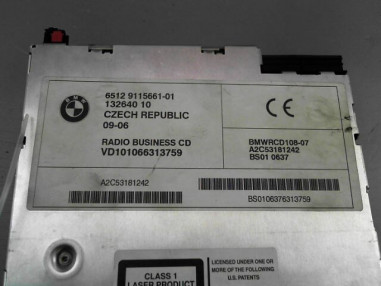 BMW
6512 9115661-01
132640 10
CZECH REPUBLIC
09-06
RADIO BUSINESS CD
VD101066313759
CE
BMWRCD108-07
A2C53181242
BS01 0637
A2C53181242
BS0106376313759
CLASS 1
LASER PRODUCT
LICENSED UNDER ONE OR
MORE OF THE FOLLOWING
U.S. PATENTS